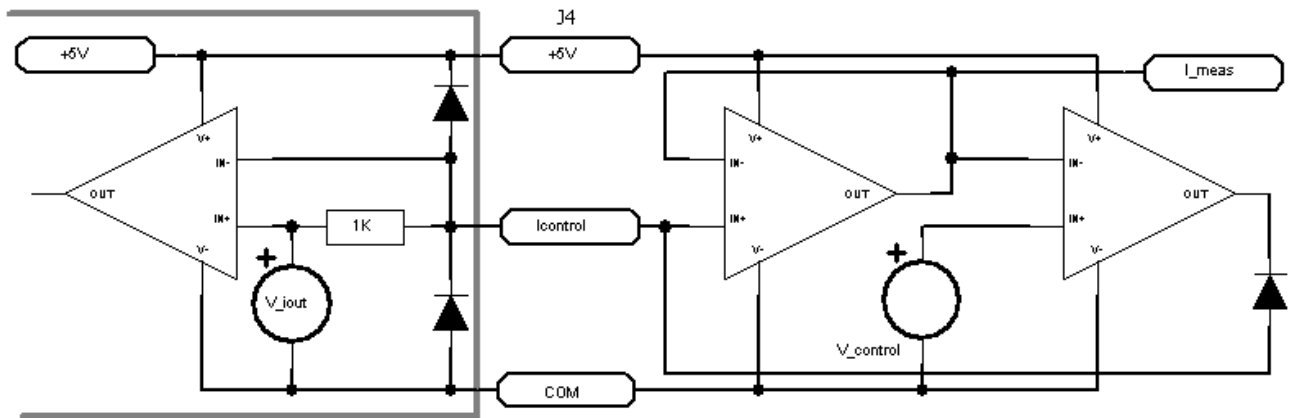 J4
+5V
+5V
I_meas
V+
V+
V+
IN-
IN-
IN-
OUT
OUT
OUT
IN+
1K
Icontrol
IN+
IN+
V-
V-
V-
+
+
V_iout
V_control
COM